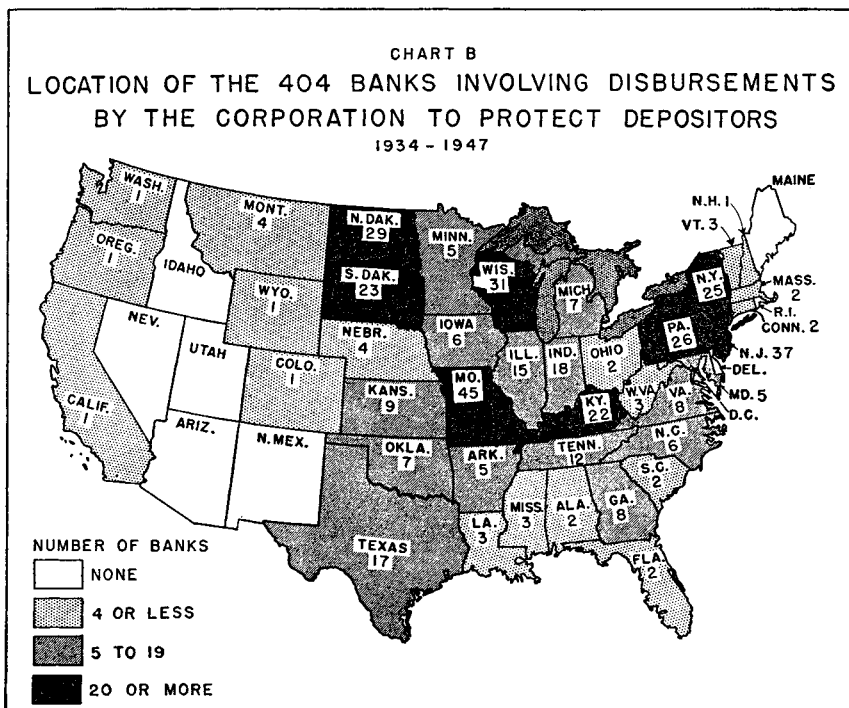 CHART B
LOCATION OF THE 404 BANKS INVOLVING DISBURSEMENTS
BY THE CORPORATION TO PROTECT DEPOSITORS
1934 - 1947
WASH.
1
OREG.
1
CALIF.
1
IDAHO
NEV.
UTAH
ARIZ.
MONT.
4
WYO.
1
COLO.
1
N.MEX.
N. DAK.
29
S. DAK.
23
NEBR.
4
KANS.
9
OKLA.
7
TEXAS
17
MINN.
5
IOWA
6
MO.
45
ARK.
5
LA.
3
WIS.
31
ILL.
15
MICH
7
IND.
18
OHIO
2
KY.
22
TENN.
12
MISS.
3
ALA.
2
GA.
8
FLA.
2
S.C.
2
N.C.
6
VA.
8
W.VA.
3
PA.
26
N.Y.
25
MAINE
N.H. 1
VT. 3
MASS.
2
R.I.
CONN. 2
N.J. 37
DEL.
MD. 5
D.C.
NUMBER OF BANKS
NONE
4 OR LESS
5 TO 19
20 OR MORE